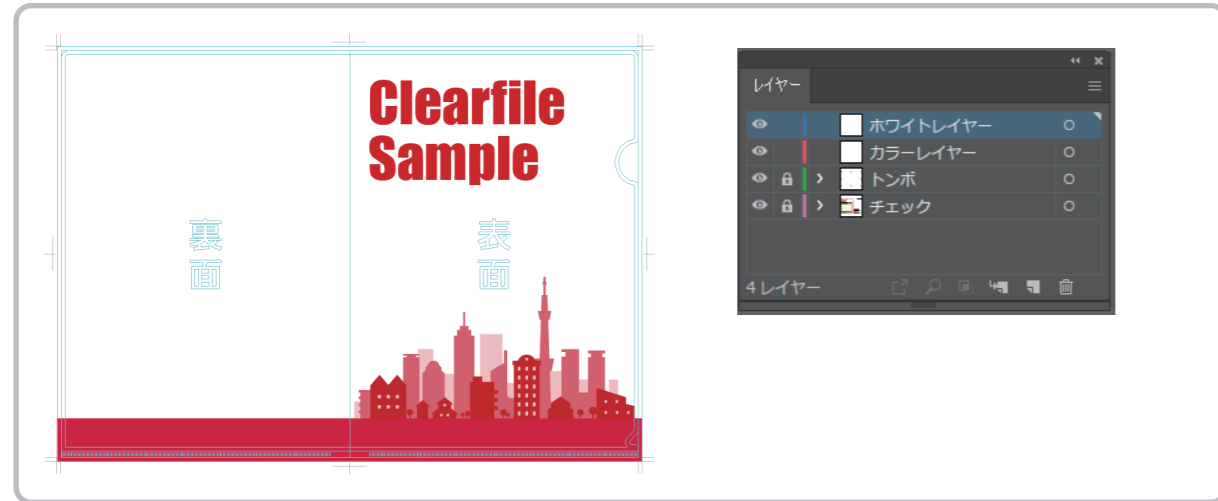 Clearfile
Sample
裏面
表面
レイヤー
ホワイトレイヤー
カラーレイヤー
トンボ
チェック
4 レイヤー